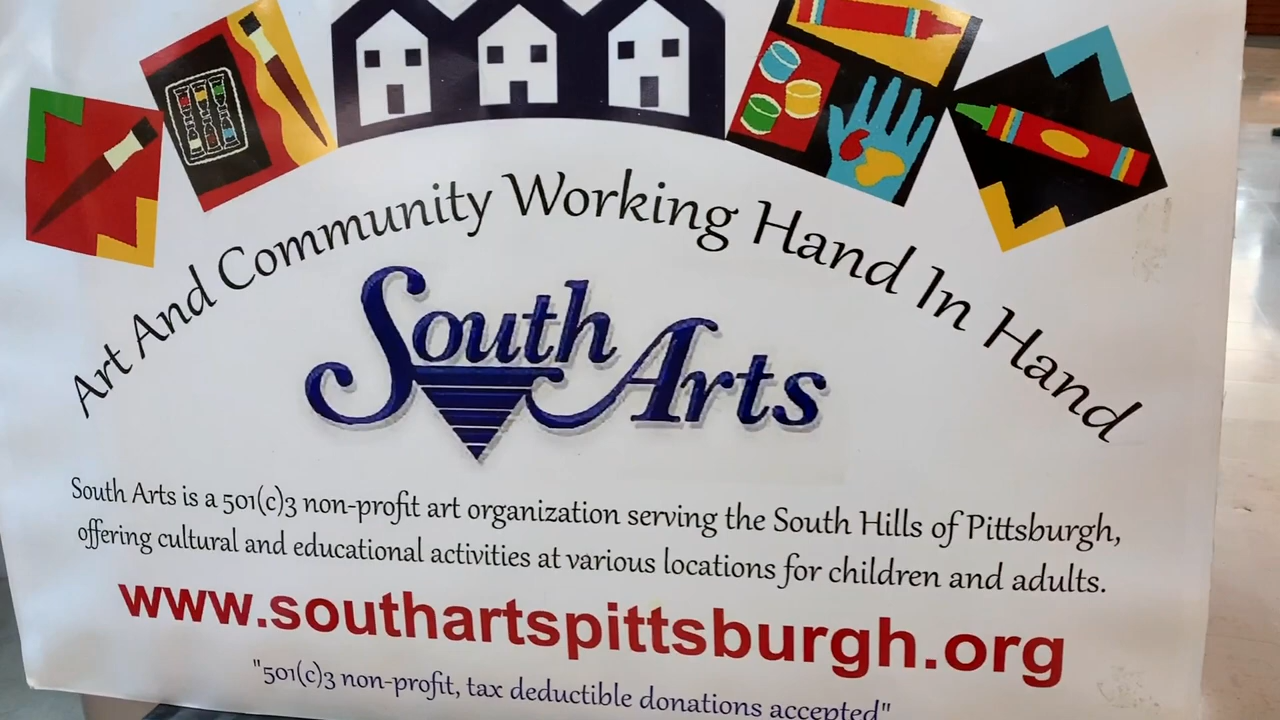 Art And Community Working Hand In Hand
South Arts
South Arts is a 501(c)3 non-profit art organization serving the South Hills of Pittsburgh,
offering cultural and educational activities at various locations for children and adults.
www.southartspittsburgh.org
"501(c)3 non-profit, tax deductible donations accepted"